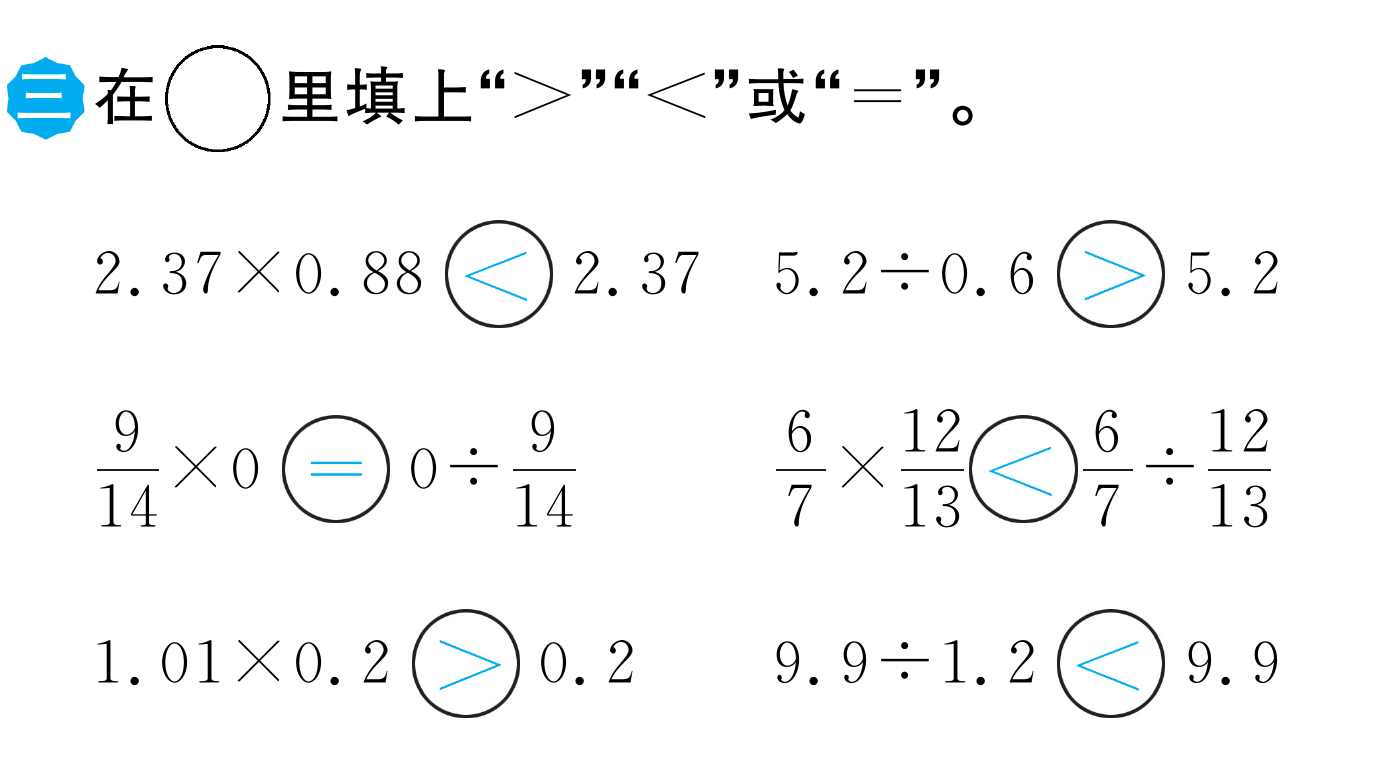 三 在○里填上“>”“<”或“=”。
2.37×0.88 < 2.37 5.2÷0.6 > 5.2
9/14×0 = 0÷9/14 6/7×12/13 < 6/7÷12/13
1.01×0.2 > 0.2 9.9÷1.2 < 9.9